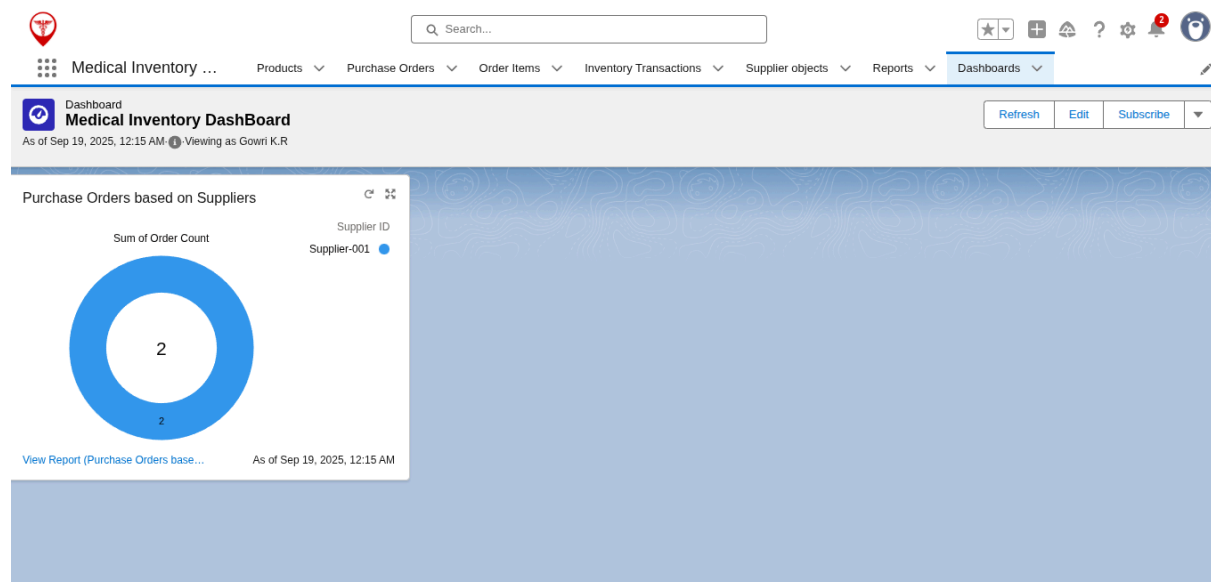 Search...
2
Medical Inventory ...
Products
Purchase Orders
Order Items
Inventory Transactions
Supplier objects
Reports
Dashboards
Dashboard
Medical Inventory DashBoard
As of Sep 19, 2025, 12:15 AM·Viewing as Gowri K.R
Refresh
Edit
Subscribe
Purchase Orders based on Suppliers
Supplier ID
Sum of Order Count
Supplier-001
2
2
View Report (Purchase Orders base...
As of Sep 19, 2025, 12:15 AM